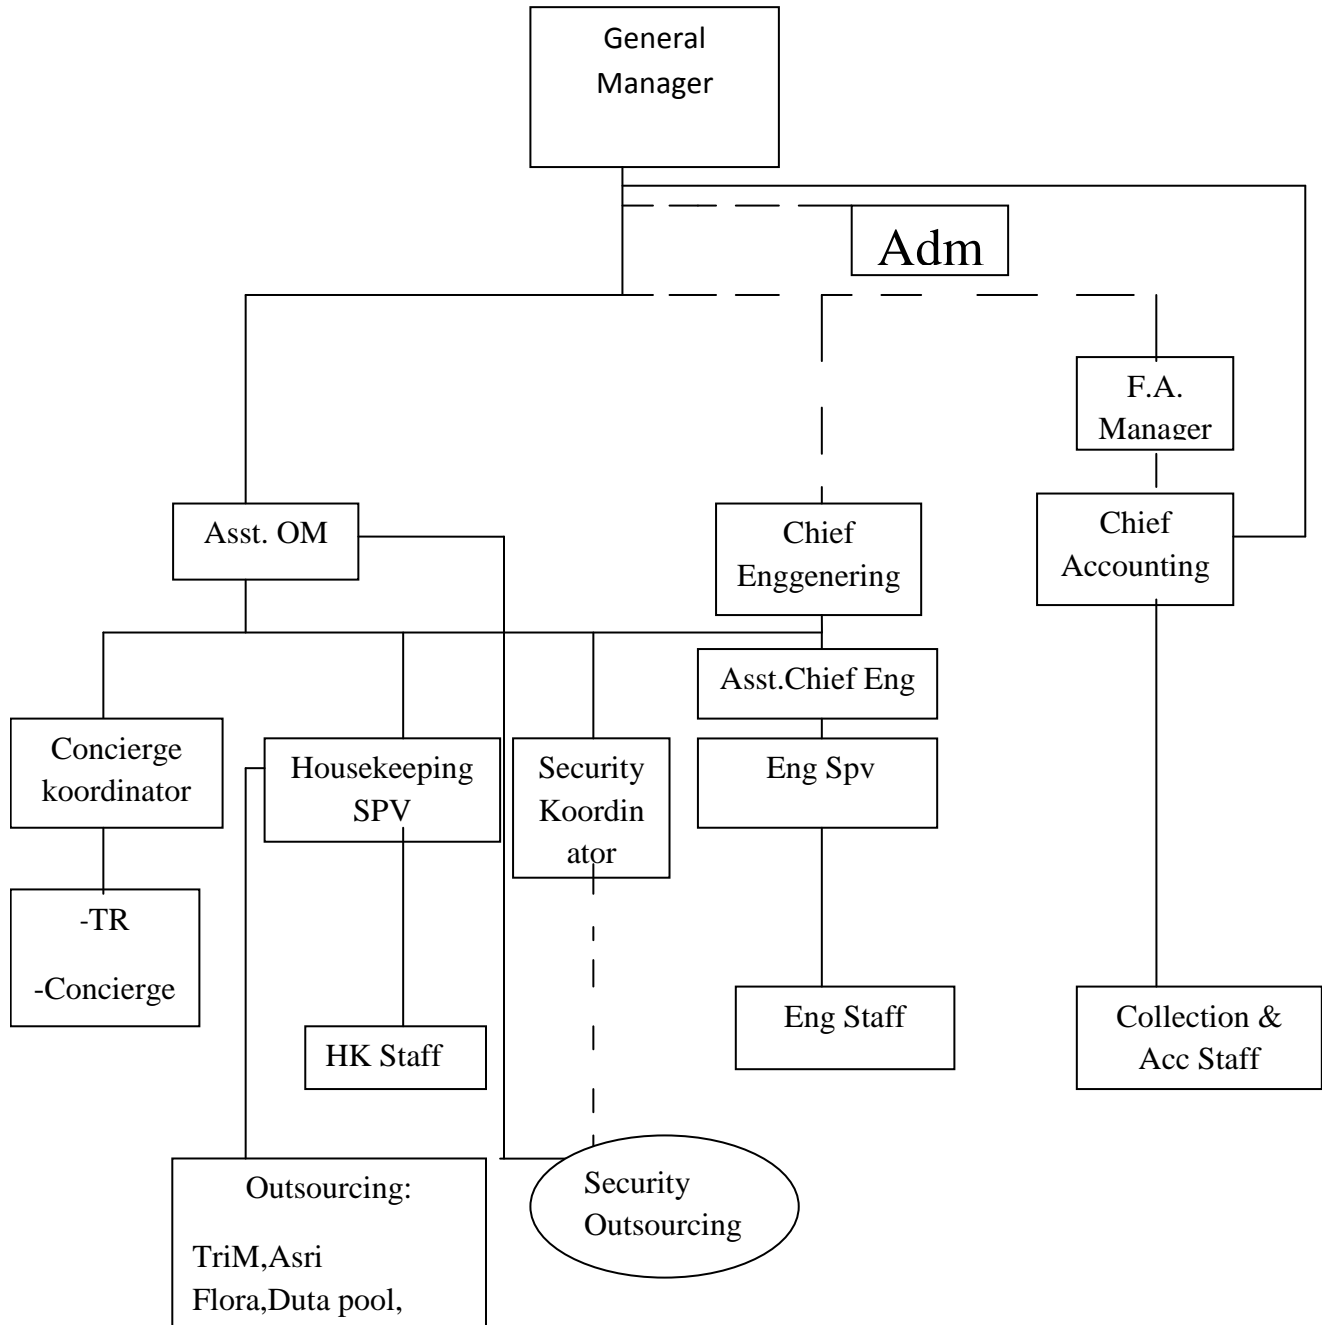 General
Manager
Adm
F.A.
Manager
Asst. OM
Chief
Enggenering
Chief
Accounting
Asst.Chief Eng
Concierge
koordinator
Housekeeping
SPV
Security
Koordin
ator
Eng Spv
-TR
-Concierge
HK Staff
Eng Staff
Collection &
Acc Staff
Outsourcing:
TriM,Asri
Flora,Duta pool,
Security
Outsourcing